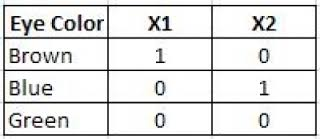 Eye Color X1 X2
Brown 1 0
Blue 0 1
Green 0 0